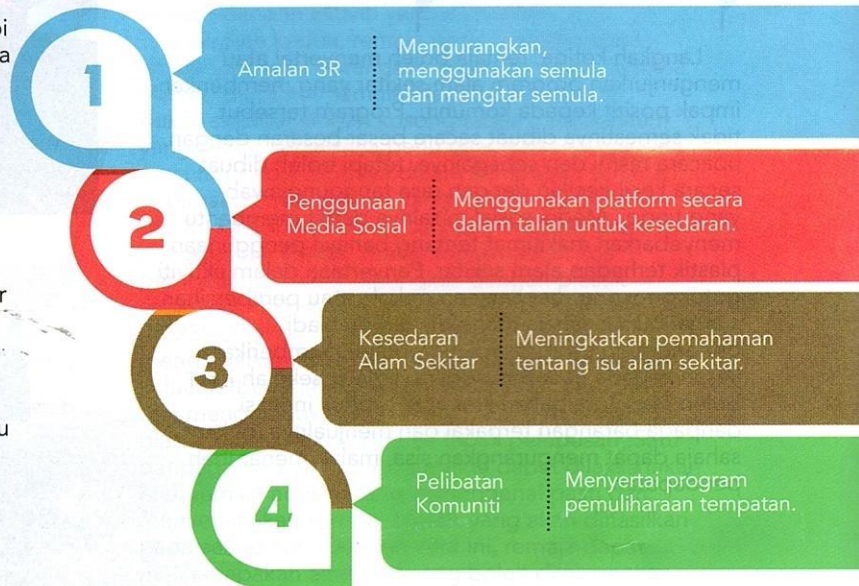 pi
a
1
Amalan 3R
Mengurangkan,
menggunakan semula
dan mengitar semula.
2
Penggunaan
Media Sosial
Menggunakan platform secara
dalam talian untuk kesedaran.
r
3
Kesedaran
Alam Sekitar
Meningkatkan pemahaman
tentang isu alam sekitar.
u
4
Pelibatan
Komuniti
Menyertai program
pemuliharaan tempatan.